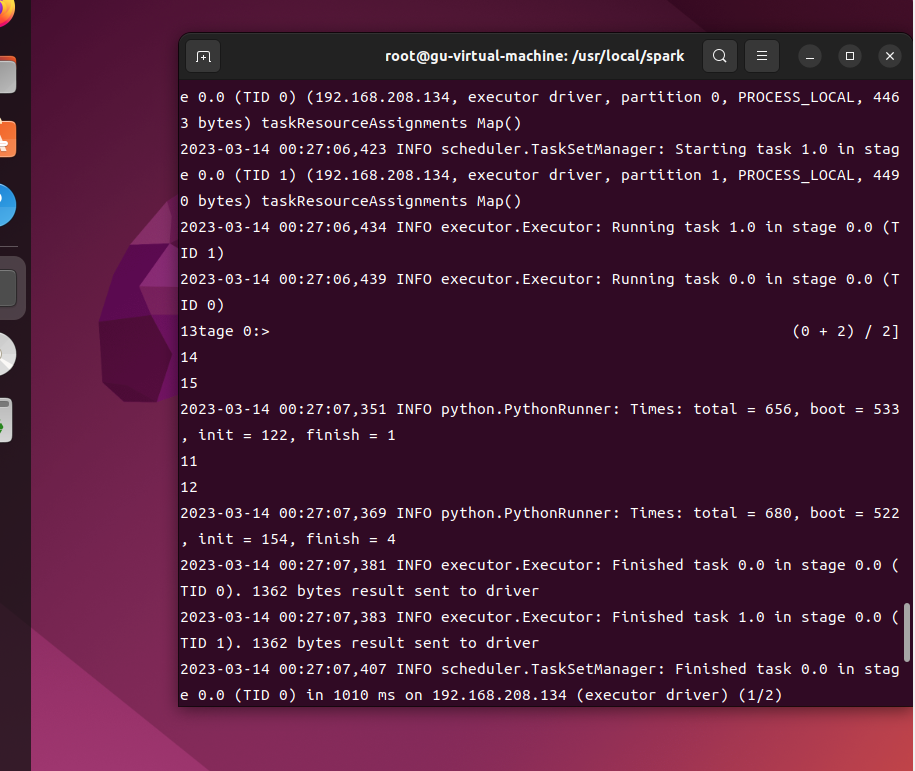 root@gu-virtual-machine: /usr/local/spark
e 0.0 (TID 0) (192.168.208.134, executor driver, partition 0, PROCESS_LOCAL, 446
3 bytes) taskResourceAssignments Map()
2023-03-14 00:27:06,423 INFO scheduler.TaskSetManager: Starting task 1.0 in stag
e 0.0 (TID 1) (192.168.208.134, executor driver, partition 1, PROCESS_LOCAL, 449
0 bytes) taskResourceAssignments Map()
2023-03-14 00:27:06,434 INFO executor.Executor: Running task 1.0 in stage 0.0 (T
ID 1)
2023-03-14 00:27:06,439 INFO executor.Executor: Running task 0.0 in stage 0.0 (T
ID 0)
13tage 0:>                                                          (0 + 2) / 2]
14
15
2023-03-14 00:27:07,351 INFO python.PythonRunner: Times: total = 656, boot = 533
, init = 122, finish = 1
11
12
2023-03-14 00:27:07,369 INFO python.PythonRunner: Times: total = 680, boot = 522
, init = 154, finish = 4
2023-03-14 00:27:07,381 INFO executor.Executor: Finished task 0.0 in stage 0.0 (
TID 0). 1362 bytes result sent to driver
2023-03-14 00:27:07,383 INFO executor.Executor: Finished task 1.0 in stage 0.0 (
TID 1). 1362 bytes result sent to driver
2023-03-14 00:27:07,407 INFO scheduler.TaskSetManager: Finished task 0.0 in stag
e 0.0 (TID 0) in 1010 ms on 192.168.208.134 (executor driver) (1/2)